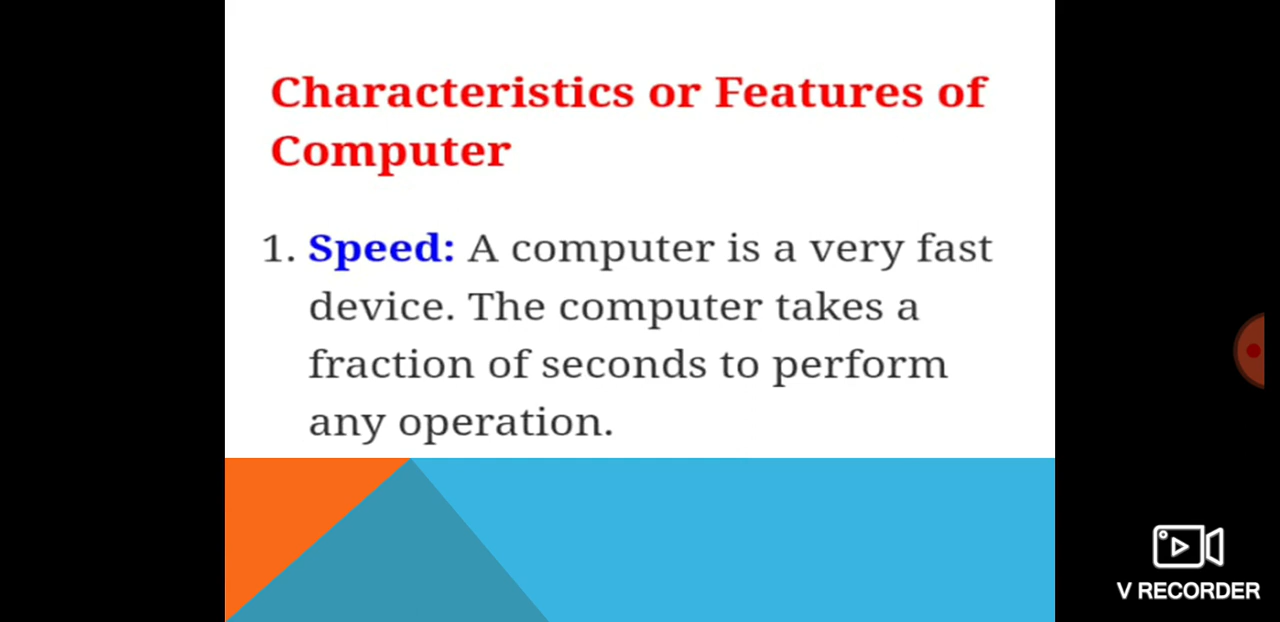 Characteristics or Features of
Computer
1. Speed: A computer is a very fast
device. The computer takes a
fraction of seconds to perform
any operation.
V RECORDER